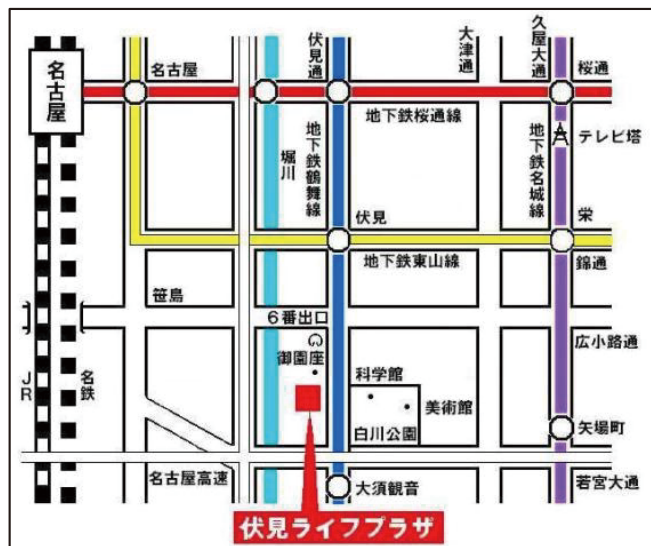 名古屋
名古屋
伏見通
大津通
久屋大通
桜通
地下鉄桜通線
堀川
地下鉄鶴舞線
地下鉄名城線
テレビ塔
伏見
栄
地下鉄東山線
錦通
笹島
6番出口
御園座
広小路通
JR
名鉄
科学館
美術館
白川公園
矢場町
名古屋高速
大須観音
若宮大通
伏見ライフプラザ